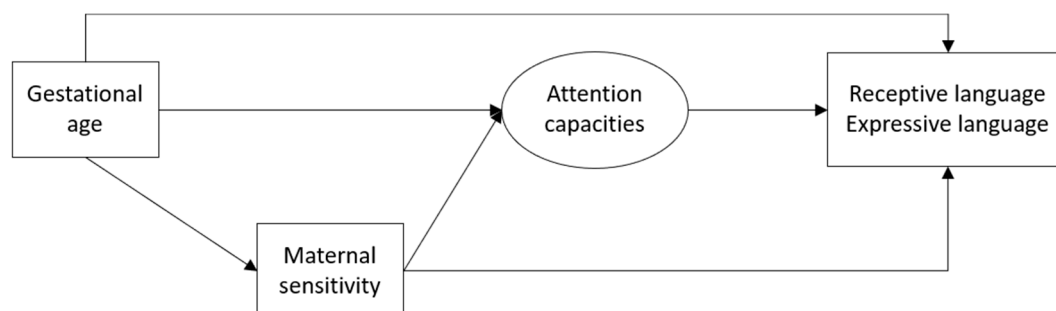 Gestational
age
Attention
capacities
Receptive language
Expressive language
Maternal
sensitivity